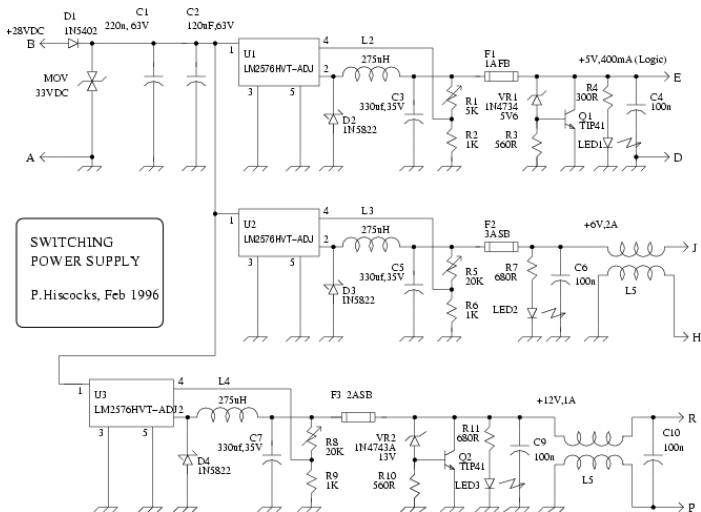 +28VDC
B
D1
1N5402
C1
220n, 63V
C2
120uF,63V
MOV
33VDC
A
1
U1
LM2576HVT-ADJ
4
2
3
5
L2
275uH
D2
1N5822
C3
330uf,35V
R1
5K
R2
1K
F1
1AFB
VR1
1N4734
5V6
R3
560R
Q1
TIP41
+5V,400mA (Logic)
R4
300R
LED1
C4
100n
E
D
SWITCHING
POWER SUPPLY
P.Hiscocks, Feb 1996
1
U2
LM2576HVT-ADJ
4
2
3
5
L3
275uH
D3
1N5822
C5
330uf,35V
R5
20K
R6
1K
F2
3ASB
R7
680R
LED2
C6
100n
+6V,2A
L5
J
H
1
U3
LM2576HVT-ADJ
4
2
3
5
L4
275uH
D4
1N5822
C7
330uf,35V
R8
20K
R9
1K
F3 2ASB
VR2
1N4743A
13V
R10
560R
Q2
TIP41
R11
680R
LED3
C9
100n
+12V,1A
L5
C10
100n
R
P